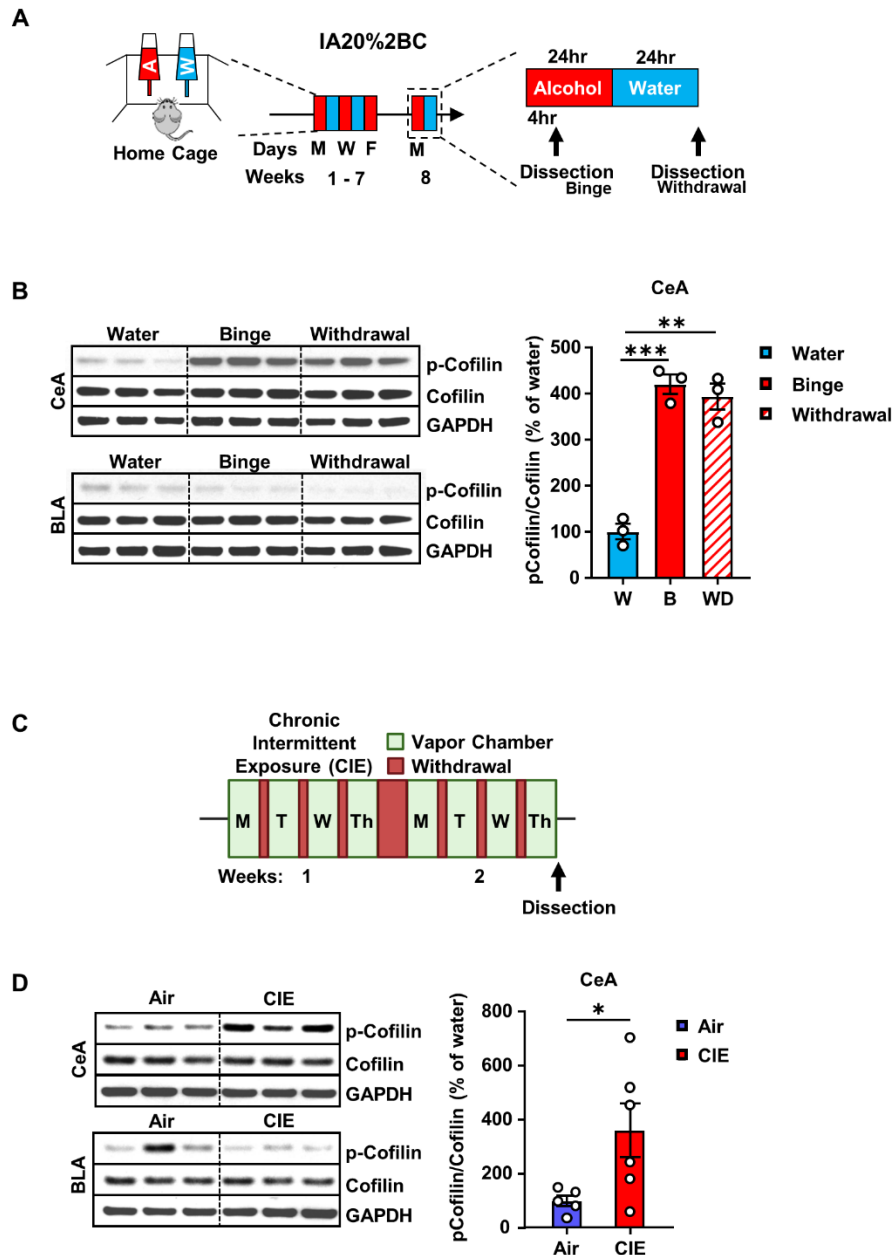 A
IA20%2BC
A
W
Home Cage
Days M W F M
Weeks 1 - 7 8
24hr 24hr
Alcohol Water
4hr
Dissection Dissection
Binge Withdrawal
B
Water Binge Withdrawal
CeA
p-Cofilin
Cofilin
GAPDH
Water Binge Withdrawal
BLA
p-Cofilin
Cofilin
GAPDH
CeA
pCofilin/Cofilin (% of water)
500
400
300
200
100
0
***
**
W B WD
Water
Binge
Withdrawal
C
Chronic
Intermittent
Exposure (CIE)
Vapor Chamber
Withdrawal
M T W Th M T W Th
Weeks: 1 2
Dissection
D
Air CIE
CeA
p-Cofilin
Cofilin
GAPDH
Air CIE
BLA
p-Cofilin
Cofilin
GAPDH
CeA
pCofilin/Cofilin (% of water)
800
600
400
200
0
*
Air CIE
Air
CIE